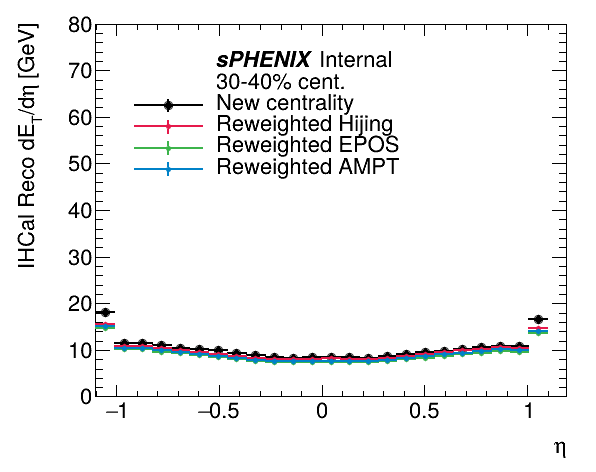 IHCal Reco dE_T/dη [GeV]
80
70
60
50
40
30
20
10
0
sPHENIX Internal
30-40% cent.
New centrality
Reweighted Hijing
Reweighted EPOS
Reweighted AMPT
−1 −0.5 0 0.5 1
η